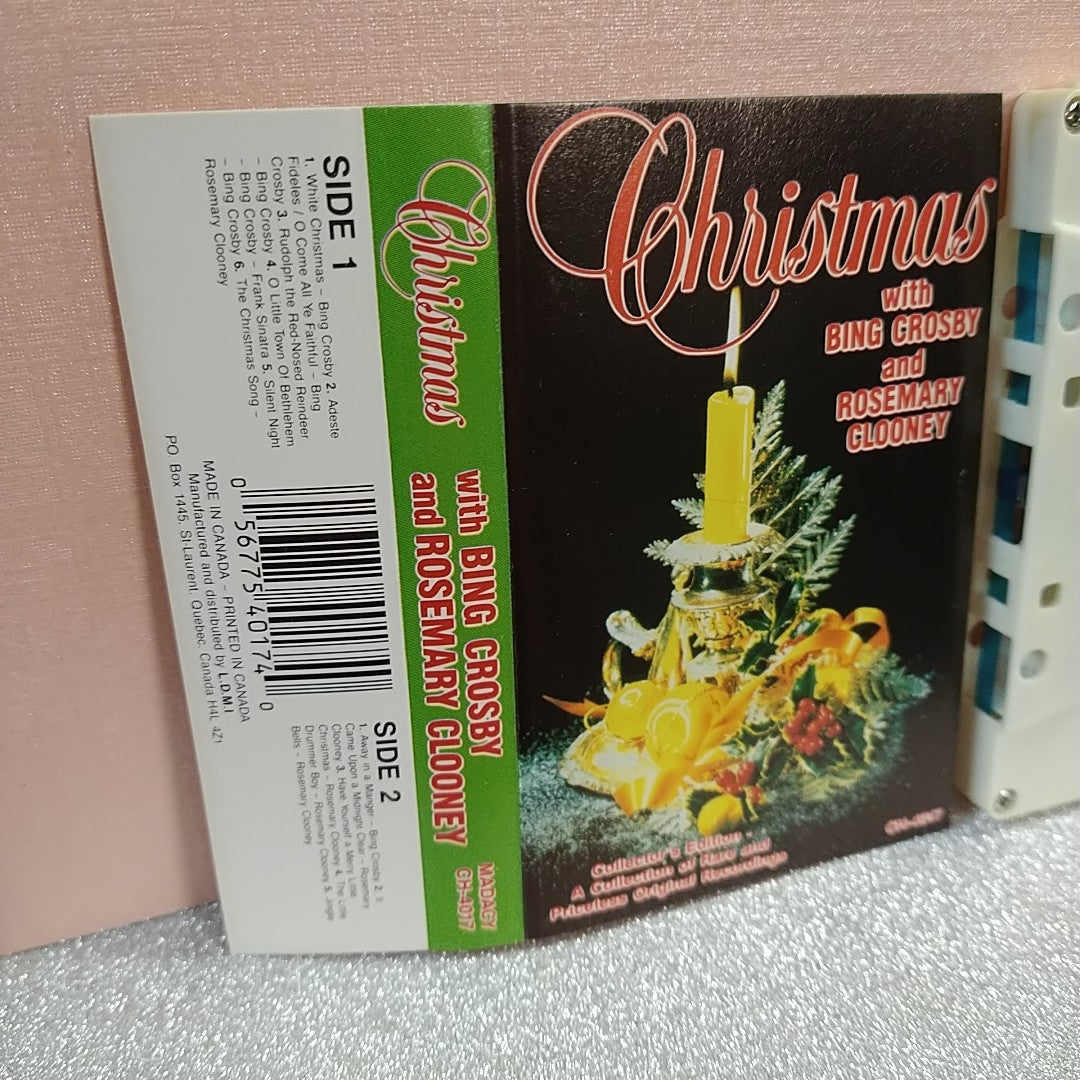 SIDE 1
1. White Christmas – Bing Crosby 2. Adeste
Fideles / O Come All Ye Faithful – Bing
Crosby 3. Rudolph the Red-Nosed Reindeer
– Bing Crosby 4. O Little Town Of Bethlehem
– Bing Crosby – Frank Sinatra 5. Silent Night
– Bing Crosby 6. The Christmas Song –
Rosemary Clooney
0 56775 40174 0
MADE IN CANADA – PRINTED IN CANADA
Manufactured and distributed by L.D.M.I
PO. Box 1445, St-Laurent, Quebec, Canada H4L 4Z1
SIDE 2
1. Away in a Manger – Bing Crosby 2. It
Came Upon a Midnight Clear – Rosemary
Clooney 3. Have Yourself a Merry Little
Christmas – Rosemary Clooney 4. The Little
Drummer Boy – Rosemary Clooney 5. Jingle
Bells – Rosemary Clooney
Christmas
with BING CROSBY
and ROSEMARY CLOONEY
MADACY
CH-4017
Christmas
with
BING CROSBY
and
ROSEMARY
CLOONEY
Collector's Edition -
A Collection of Rare and
Priceless Original Recordings
CH-4017